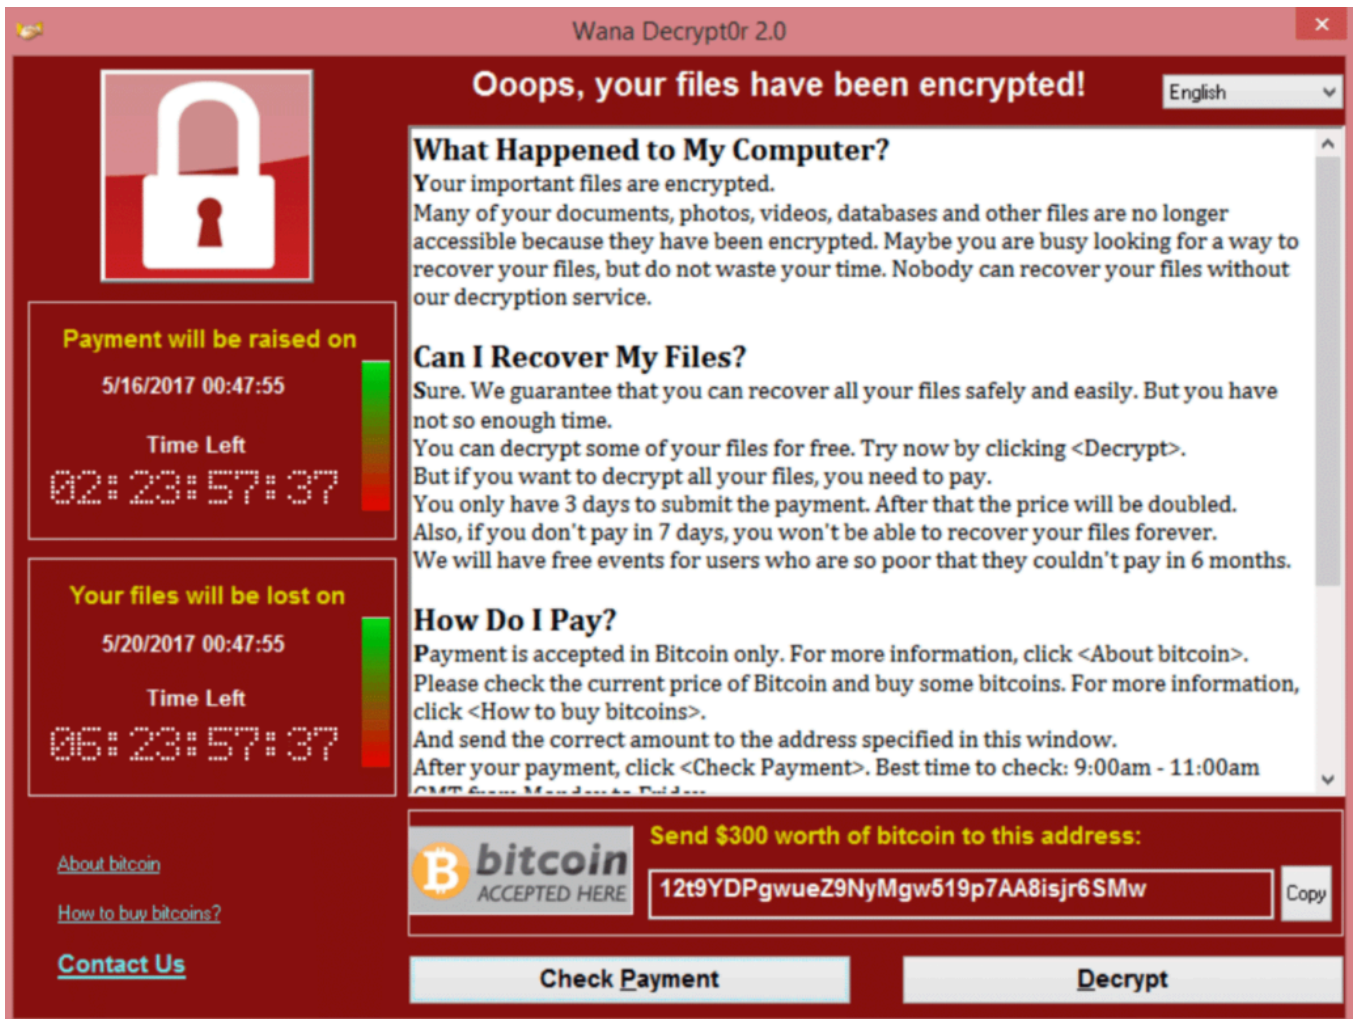 Wana Decrypt0r 2.0
Ooops, your files have been encrypted!
English
Payment will be raised on
5/16/2017 00:47:55
Time Left
02:23:57:37
Your files will be lost on
5/20/2017 00:47:55
Time Left
06:23:57:37
About bitcoin
How to buy bitcoins?
Contact Us
What Happened to My Computer?
Your important files are encrypted.
Many of your documents, photos, videos, databases and other files are no longer
accessible because they have been encrypted. Maybe you are busy looking for a way to
recover your files, but do not waste your time. Nobody can recover your files without
our decryption service.
Can I Recover My Files?
Sure. We guarantee that you can recover all your files safely and easily. But you have
not so enough time.
You can decrypt some of your files for free. Try now by clicking <Decrypt>.
But if you want to decrypt all your files, you need to pay.
You only have 3 days to submit the payment. After that the price will be doubled.
Also, if you don't pay in 7 days, you won't be able to recover your files forever.
We will have free events for users who are so poor that they couldn't pay in 6 months.
How Do I Pay?
Payment is accepted in Bitcoin only. For more information, click <About bitcoin>.
Please check the current price of Bitcoin and buy some bitcoins. For more information,
click <How to buy bitcoins>.
And send the correct amount to the address specified in this window.
After your payment, click <Check Payment>. Best time to check: 9:00am - 11:00am
GMT from Monday to Friday
bitcoin
ACCEPTED HERE
Send $300 worth of bitcoin to this address:
12t9YDPgwueZ9NyMgw519p7AA8isjr6SMw
Copy
Check Payment
Decrypt